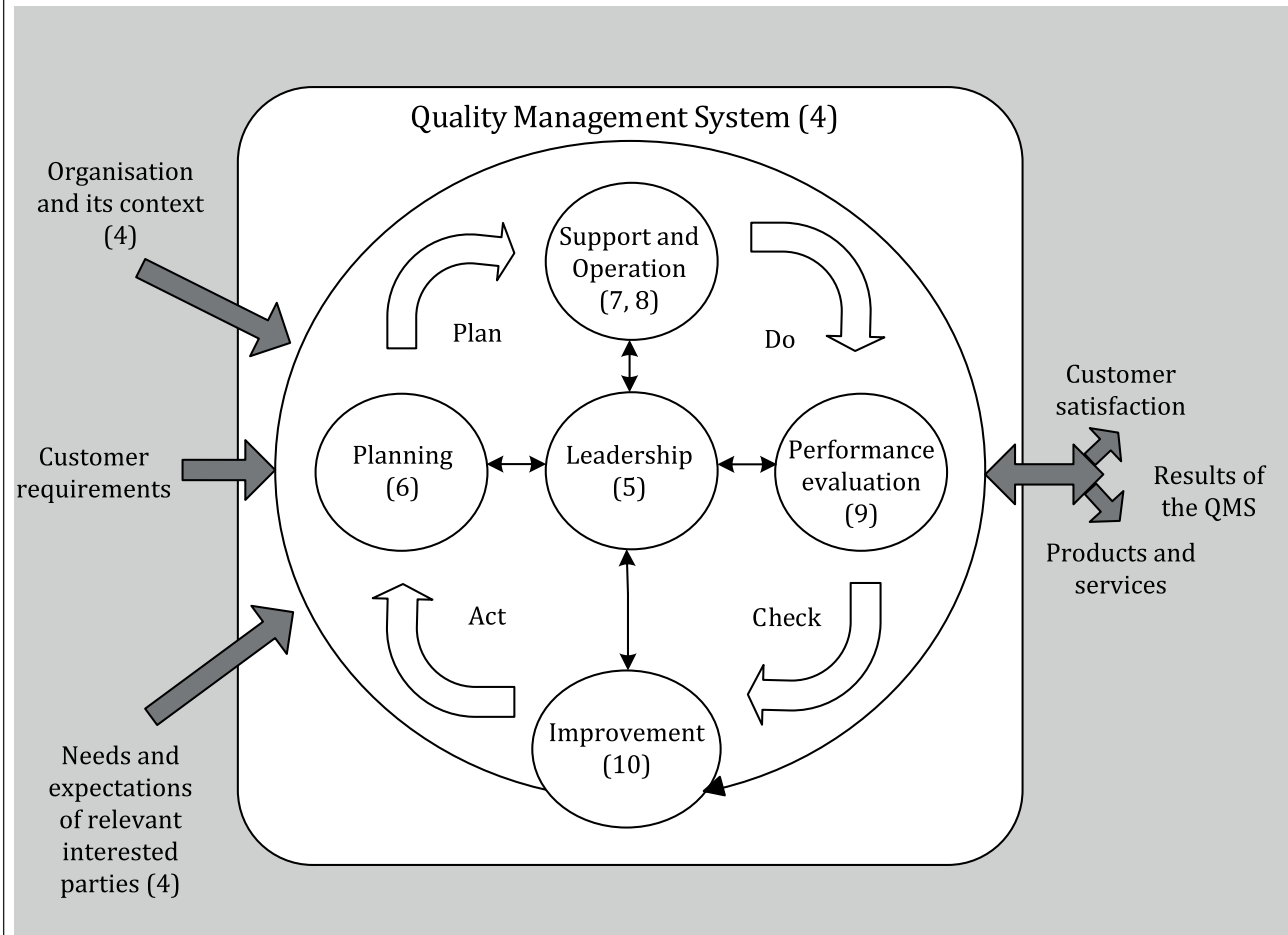 Quality Management System (4)
Organisation
and its context
(4)
Support and
Operation
(7, 8)
Plan
Do
Customer
satisfaction
Customer
requirements
Planning
(6)
Leadership
(5)
Performance
evaluation
(9)
Results of
the QMS
Products and
services
Act
Check
Improvement
(10)
Needs and
expectations
of relevant
interested
parties (4)